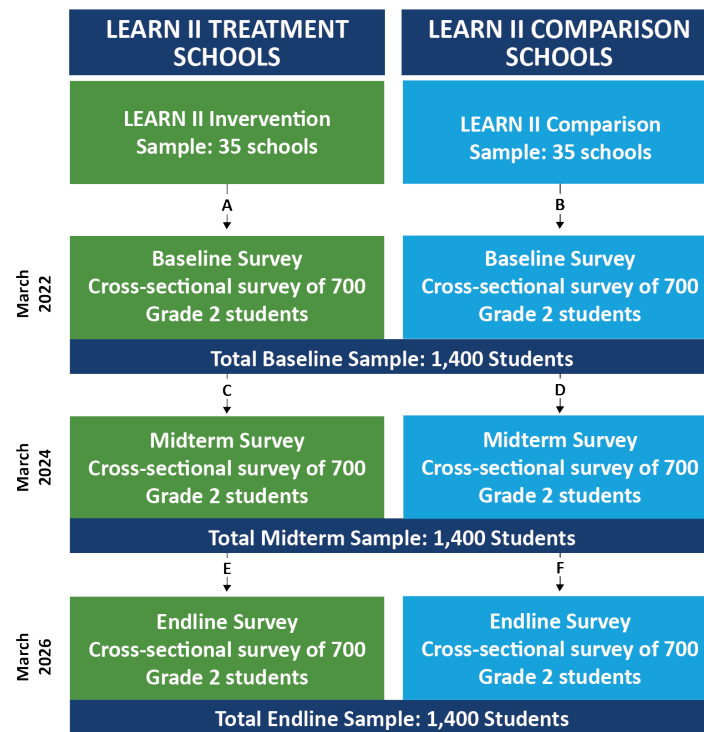 LEARN II TREATMENT
SCHOOLS
LEARN II COMPARISON
SCHOOLS
LEARN II Invervention
Sample: 35 schools
LEARN II Comparison
Sample: 35 schools
A
B
March
2022
Baseline Survey
Cross-sectional survey of 700
Grade 2 students
Baseline Survey
Cross-sectional survey of 700
Grade 2 students
Total Baseline Sample: 1,400 Students
C
D
March
2024
Midterm Survey
Cross-sectional survey of 700
Grade 2 students
Midterm Survey
Cross-sectional survey of 700
Grade 2 students
Total Midterm Sample: 1,400 Students
E
F
March
2026
Endline Survey
Cross-sectional survey of 700
Grade 2 students
Endline Survey
Cross-sectional survey of 700
Grade 2 students
Total Endline Sample: 1,400 Students